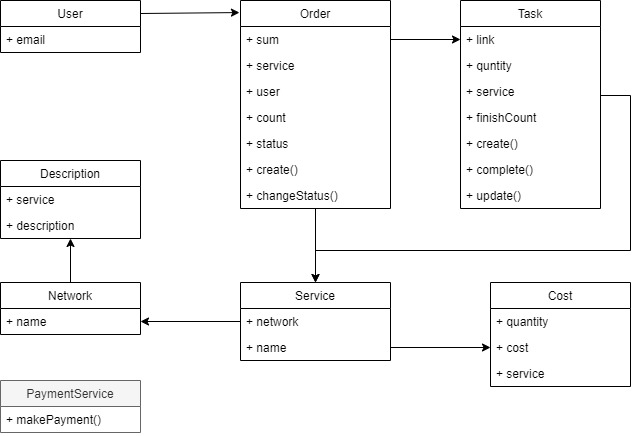 User
+ email
Order
+ sum
+ service
+ user
+ count
+ status
+ create()
+ changeStatus()
Task
+ link
+ quntity
+ service
+ finishCount
+ create()
+ complete()
+ update()
Description
+ service
+ description
Network
+ name
Service
+ network
+ name
Cost
+ quantity
+ cost
+ service
PaymentService
+ makePayment()